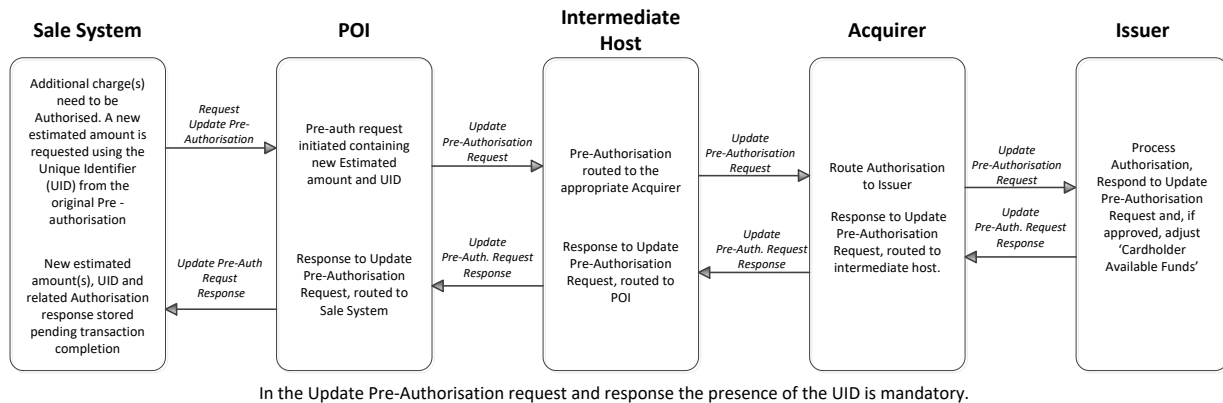 Sale System
POI
Intermediate
Host
Acquirer
Issuer
Additional charge(s)
need to be
Authorised. A new
estimated amount is
requested using the
Unique Identifier
(UID) from the
original Pre -
authorisation
New estimated
amount(s), UID and
related Authorisation
response stored
pending transaction
completion
Request
Update Pre-
Authorisation
Update Pre-Auth
Requst
Response
Pre-auth request
initiated containing
new Estimated
amount and UID
Response to Update
Pre-Authorisation
Request, routed to
Sale System
Update
Pre-Authorisation
Request
Update
Pre-Auth. Request
Response
Pre-Authorisation
routed to the
appropriate Acquirer
Response to Update
Pre-Authorisation
Request, routed to
POI
Update
Pre-Authorisation
Request
Update
Pre-Auth. Request
Response
Route Authorisation
to Issuer
Response to Update
Pre-Authorisation
Request, routed to
intermediate host.
Update
Pre-Authorisation
Request
Update
Pre-Auth. Request
Response
Process
Authorisation,
Respond to Update
Pre-Authorisation
Request and, if
approved, adjust
‘Cardholder
Available Funds’
In the Update Pre-Authorisation request and response the presence of the UID is mandatory.